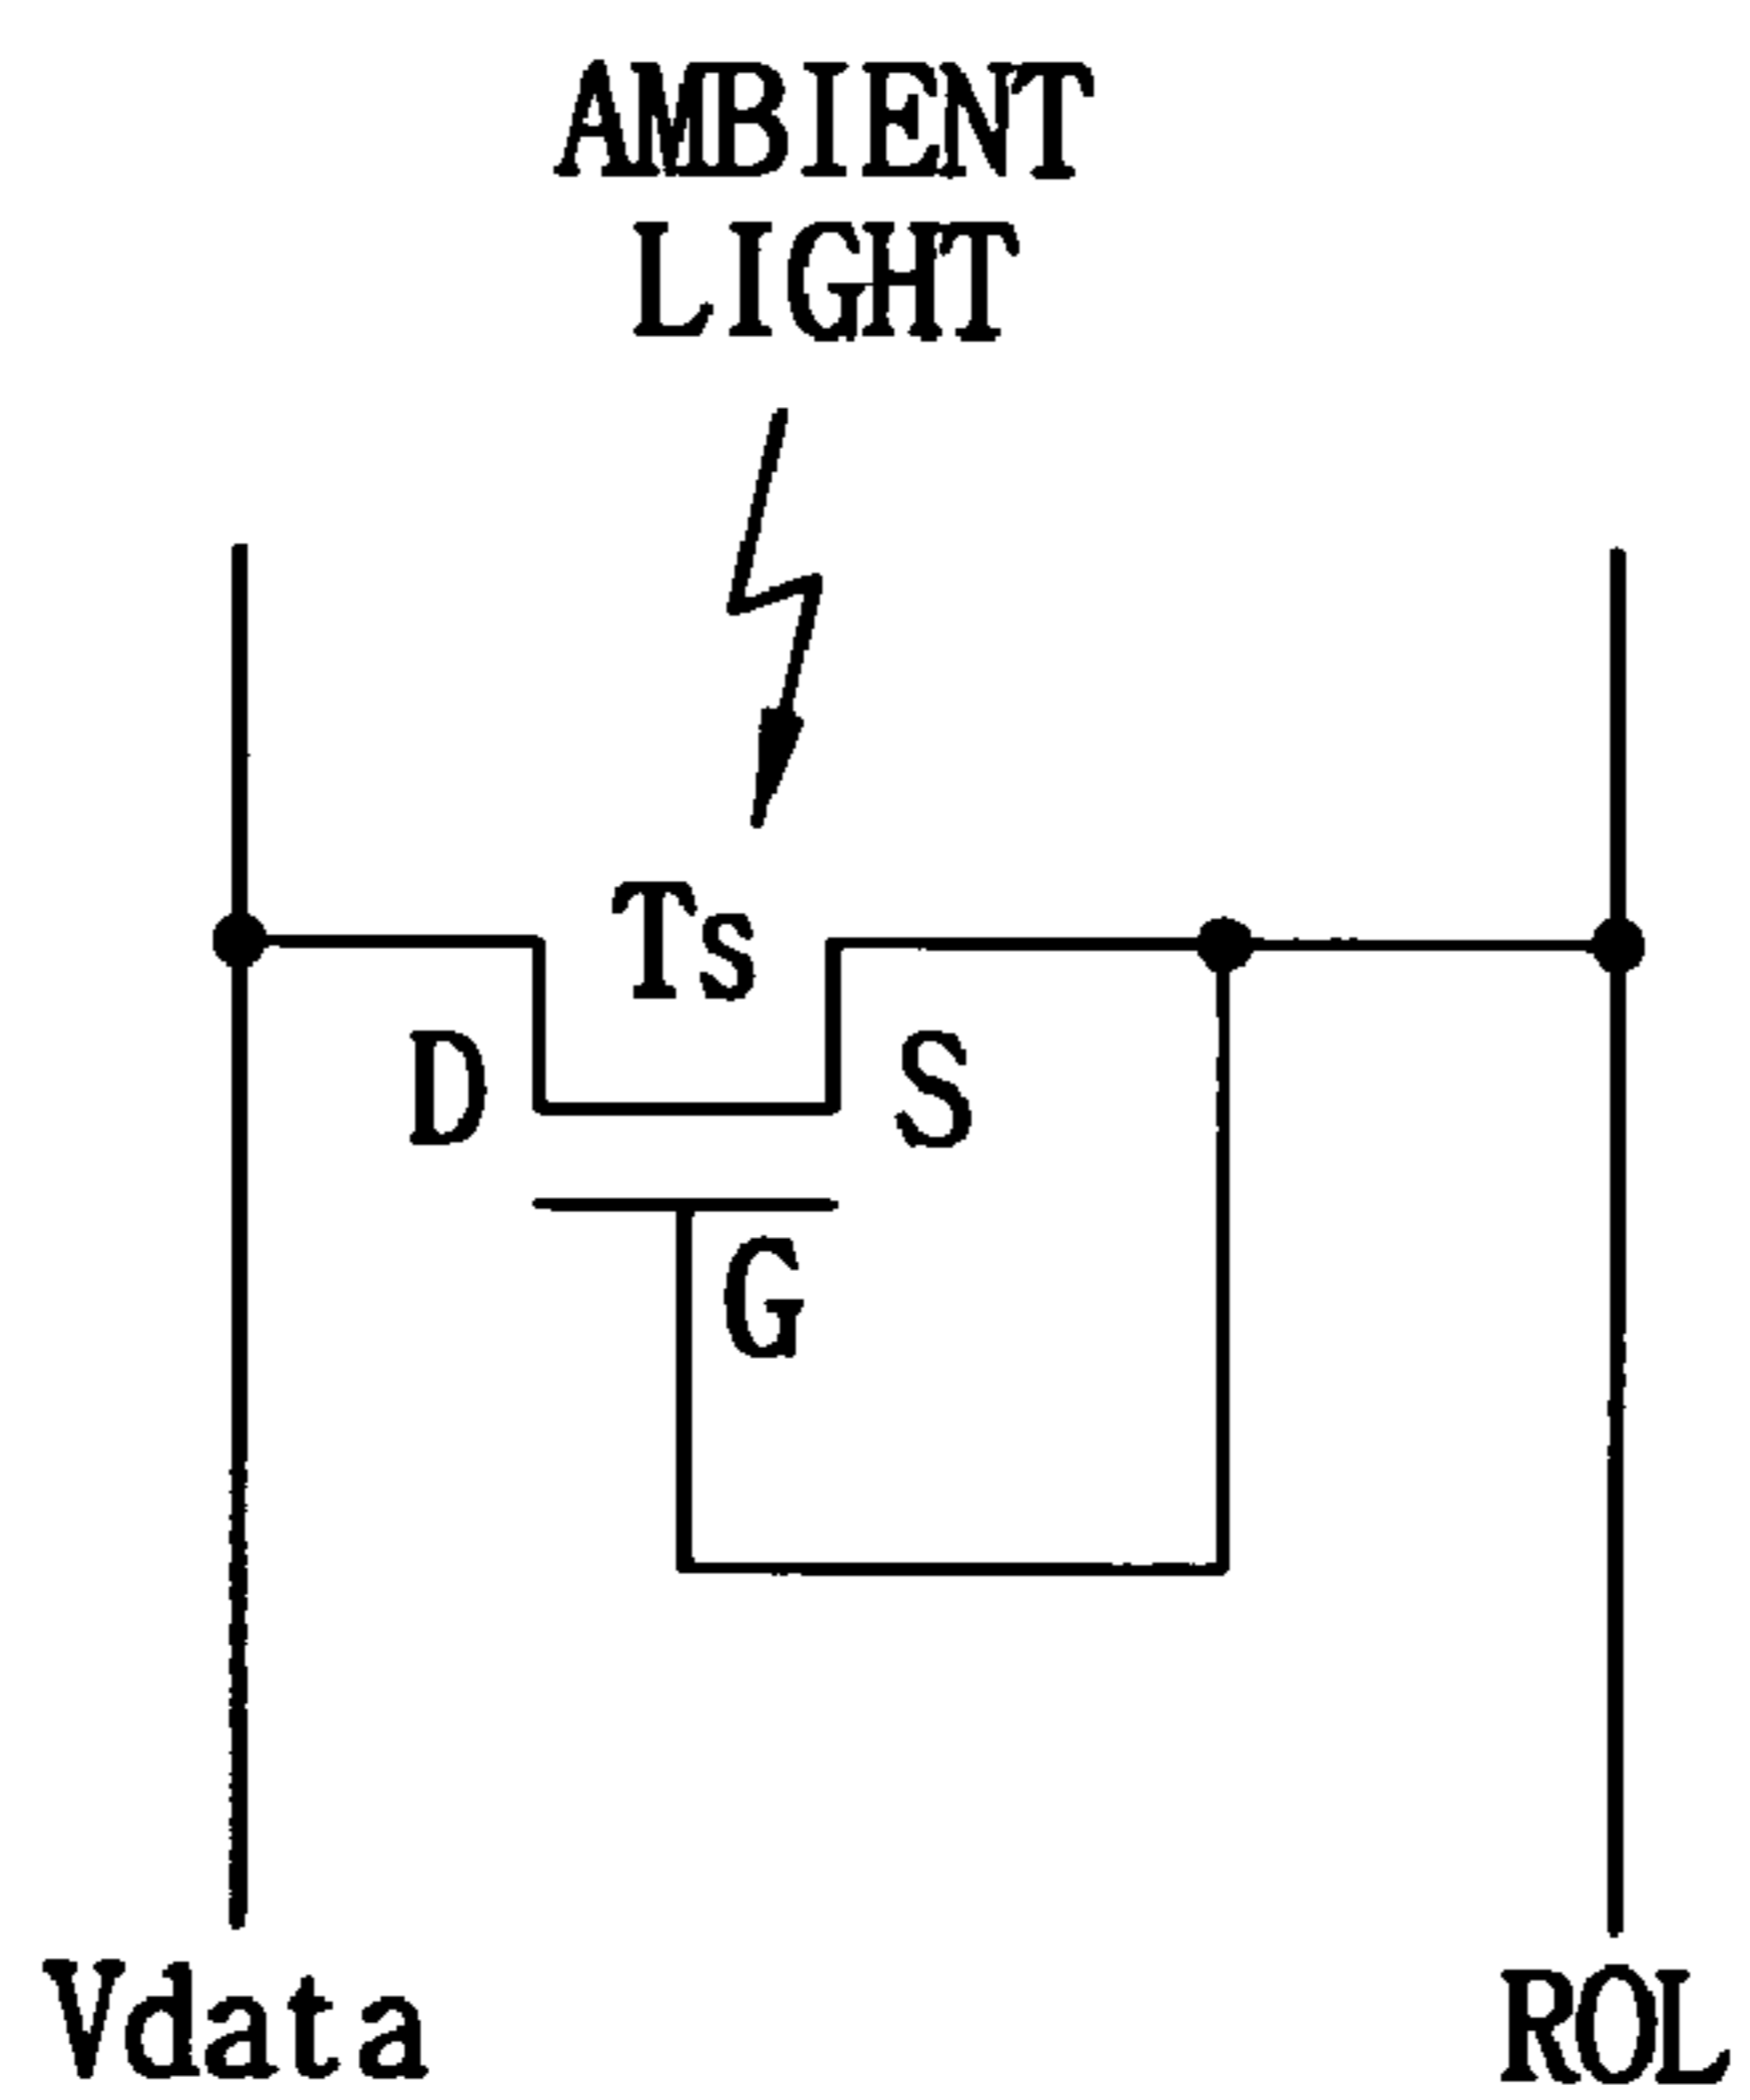 AMBIENT
LIGHT
Ts
D
S
G
Vdata
ROL